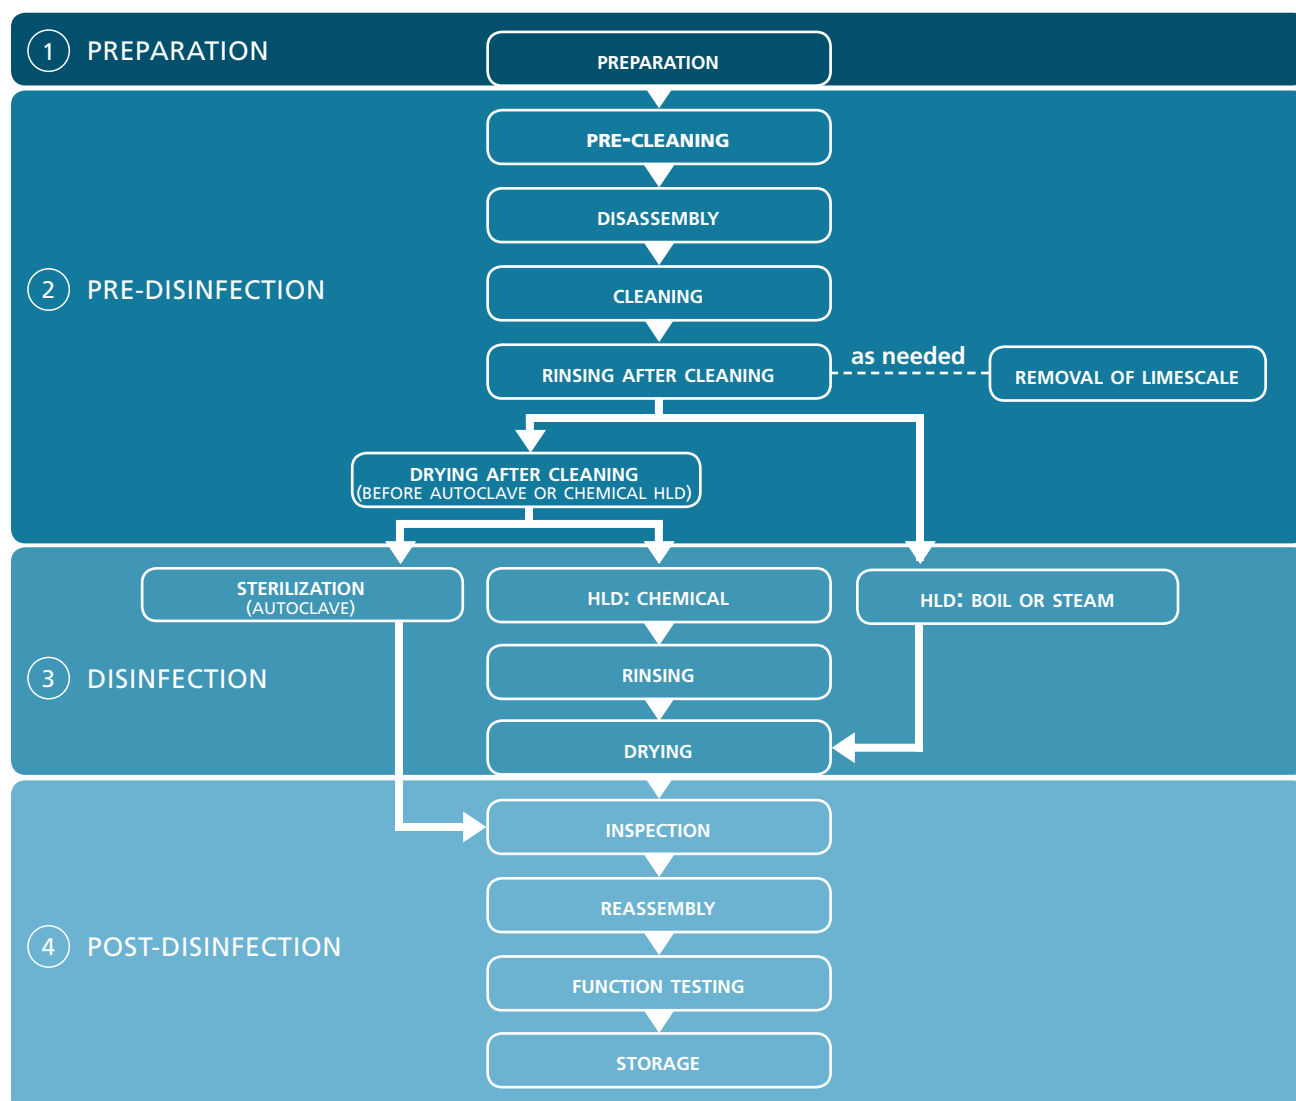 1 PREPARATION
PREPARATION
PRE-CLEANING
DISASSEMBLY
2 PRE-DISINFECTION
CLEANING
RINSING AFTER CLEANING
as needed
REMOVAL OF LIMESCALE
DRYING AFTER CLEANING
(BEFORE AUTOCLAVE OR CHEMICAL HLD)
STERILIZATION
(AUTOCLAVE)
HLD: CHEMICAL
HLD: BOIL OR STEAM
3 DISINFECTION
RINSING
DRYING
INSPECTION
REASSEMBLY
4 POST-DISINFECTION
FUNCTION TESTING
STORAGE